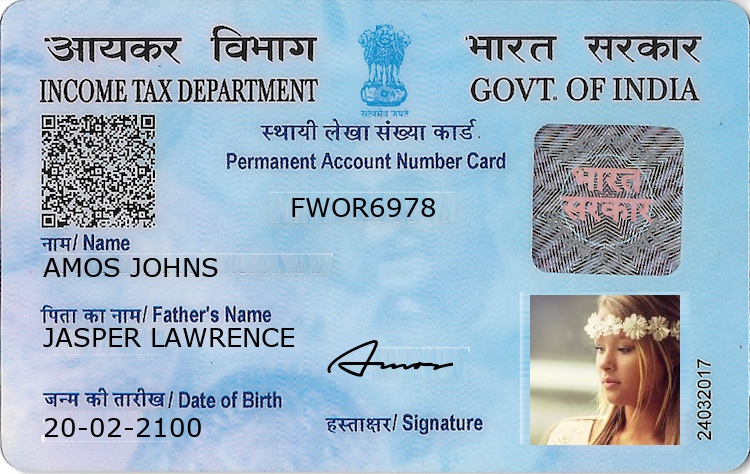 आयकर विभाग
INCOME TAX DEPARTMENT
भारत सरकार
GOVT. OF INDIA
सत्यमेव जयते
स्थायी लेखा संख्या कार्ड
Permanent Account Number Card
FWOR6978
भारत
सरकार
नाम/ Name
AMOS JOHNS
पिता का नाम/ Father's Name
JASPER LAWRENCE
जन्म की तारीख/ Date of Birth
20-02-2100
Amos
हस्ताक्षर/ Signature
24032017